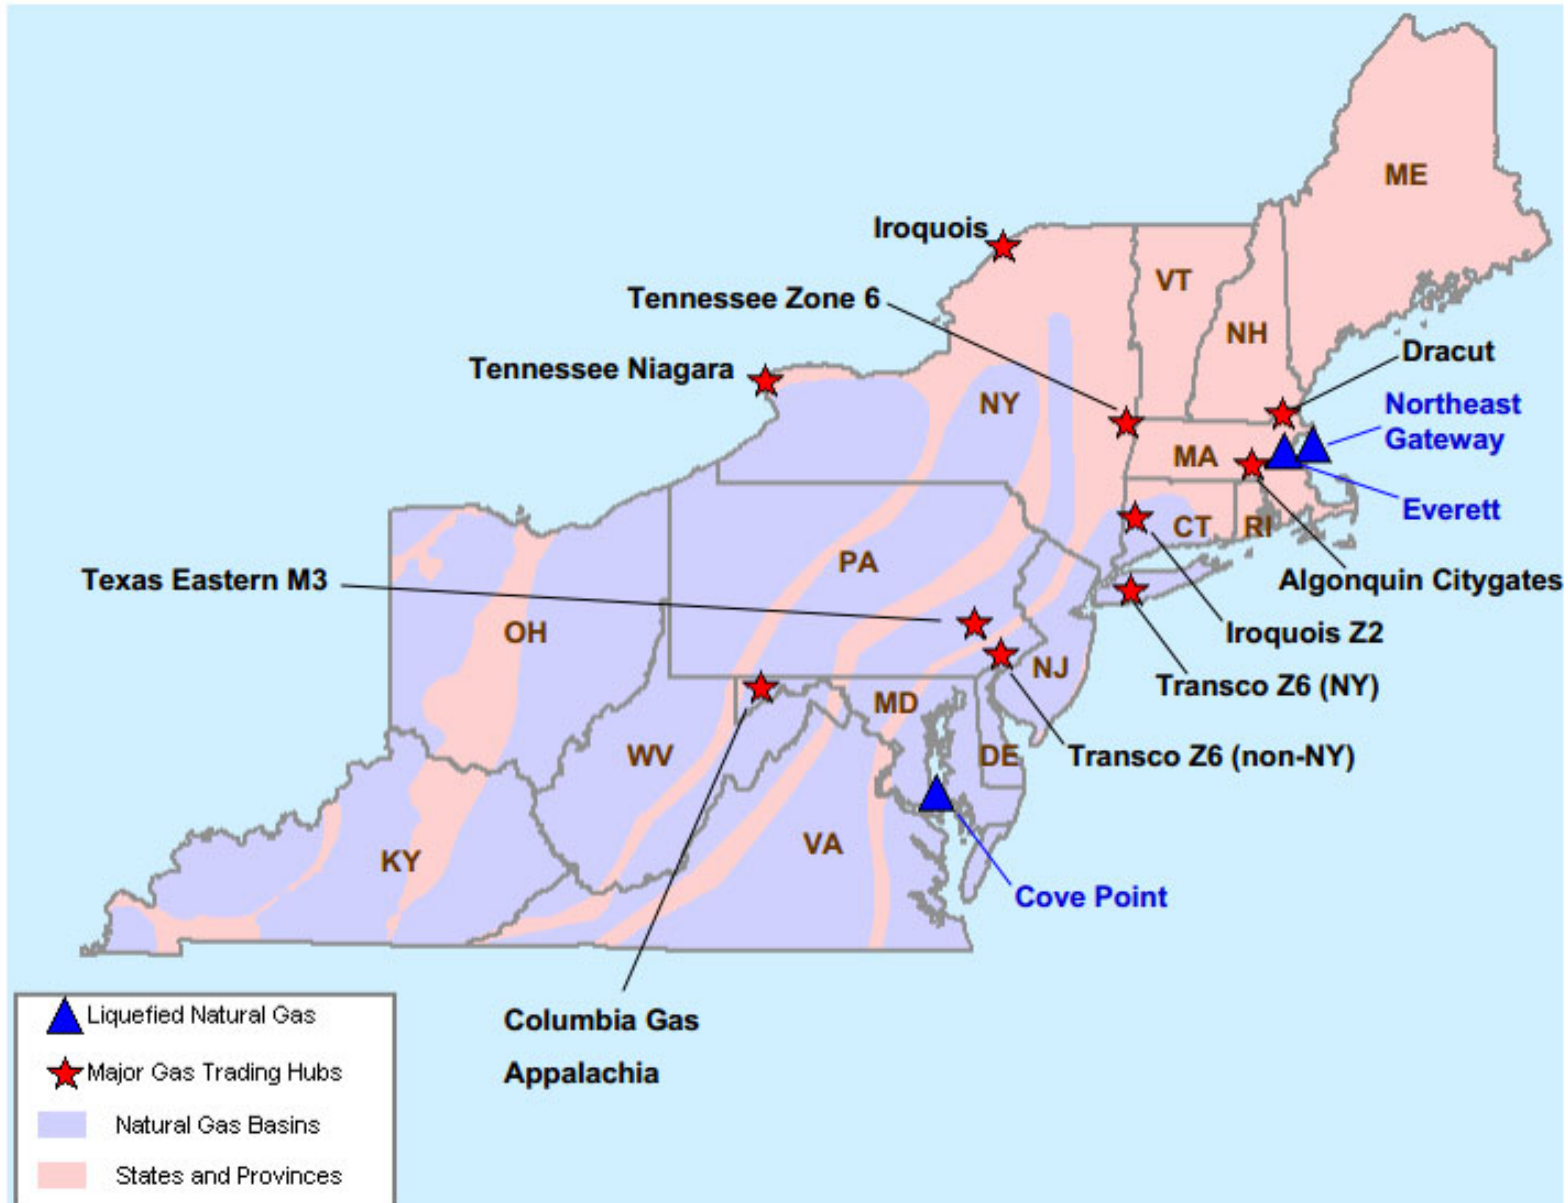 ME
Iroquois
VT
Tennessee Zone 6
NH
Dracut
Tennessee Niagara
NY
Northeast
Gateway
MA
Everett
CT
RI
PA
Texas Eastern M3
Algonquin Citygates
OH
Iroquois Z2
NJ
Transco Z6 (NY)
MD
WV
DE
Transco Z6 (non-NY)
VA
KY
Cove Point
Columbia Gas
Appalachia
Liquefied Natural Gas
Major Gas Trading Hubs
Natural Gas Basins
States and Provinces